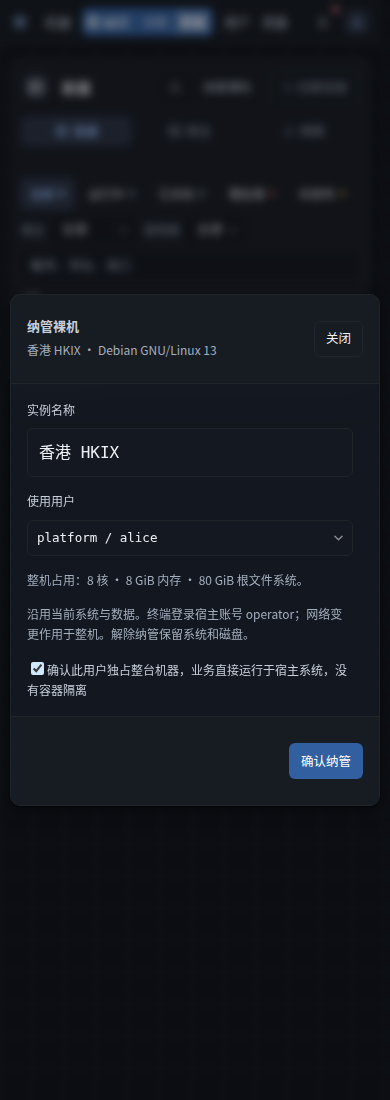 纳管裸机
香港 HKIX · Debian GNU/Linux 13
关闭
实例名称
香港 HKIX
使用用户
platform / alice
整机占用：8 核 · 8 GiB 内存 · 80 GiB 根文件系统。
沿用当前系统与数据。终端登录宿主账号 operator；网络变
更作用于整机。解除纳管保留系统和磁盘。
确认此用户独占整台机器，业务直接运行于宿主系统，没
有容器隔离
确认纳管